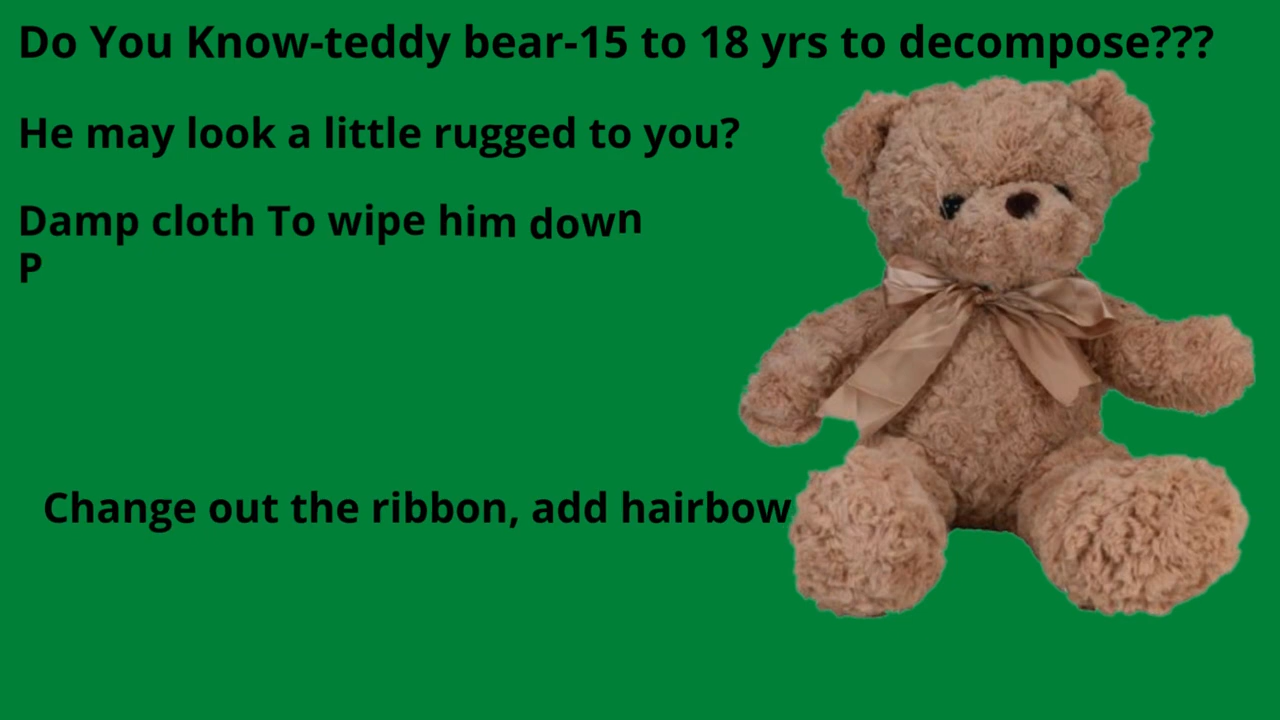 Do You Know-teddy bear-15 to 18 yrs to decompose???
He may look a little rugged to you?
Damp cloth To wipe him down
P
Change out the ribbon, add hairbow